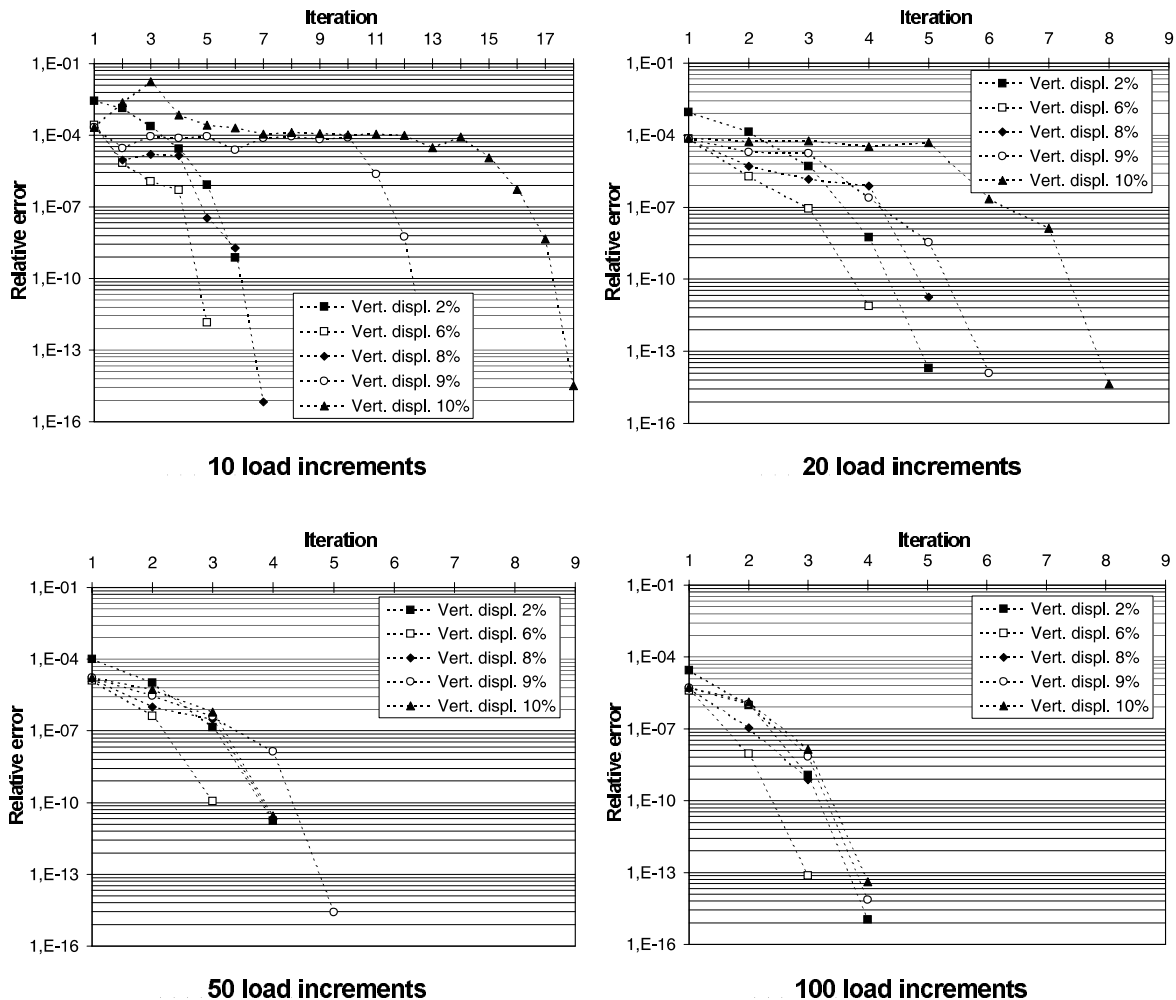 Iteration
1 3 5 7 9 11 13 15 17
1,E-01
1,E-04
1,E-07
1,E-10
1,E-13
1,E-16
Relative error
Vert. displ. 2%
Vert. displ. 6%
Vert. displ. 8%
Vert. displ. 9%
Vert. displ. 10%
10 load increments
Iteration
1 2 3 4 5 6 7 8 9
1,E-01
1,E-04
1,E-07
1,E-10
1,E-13
1,E-16
Relative error
Vert. displ. 2%
Vert. displ. 6%
Vert. displ. 8%
Vert. displ. 9%
Vert. displ. 10%
20 load increments
Iteration
1 2 3 4 5 6 7 8 9
1,E-01
1,E-04
1,E-07
1,E-10
1,E-13
1,E-16
Relative error
Vert. displ. 2%
Vert. displ. 6%
Vert. displ. 8%
Vert. displ. 9%
Vert. displ. 10%
50 load increments
Iteration
1 2 3 4 5 6 7 8 9
1,E-01
1,E-04
1,E-07
1,E-10
1,E-13
1,E-16
Relative error
Vert. displ. 2%
Vert. displ. 6%
Vert. displ. 8%
Vert. displ. 9%
Vert. displ. 10%
100 load increments